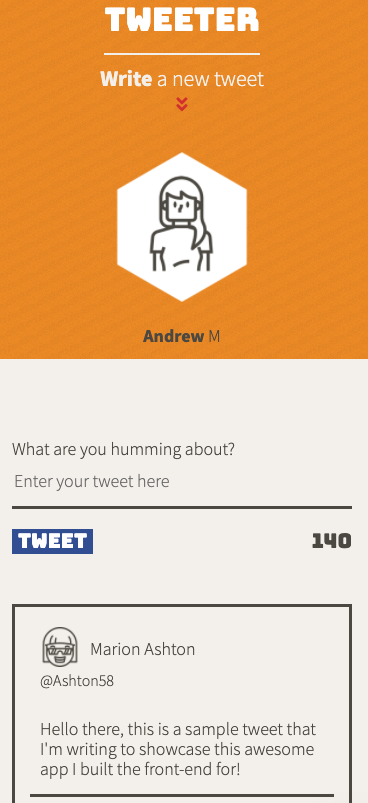 TWEETER
Write a new tweet
Andrew M
What are you humming about?
Enter your tweet here
TWEET 140
Marion Ashton
@Ashton58
Hello there, this is a sample tweet that
I'm writing to showcase this awesome
app I built the front-end for!